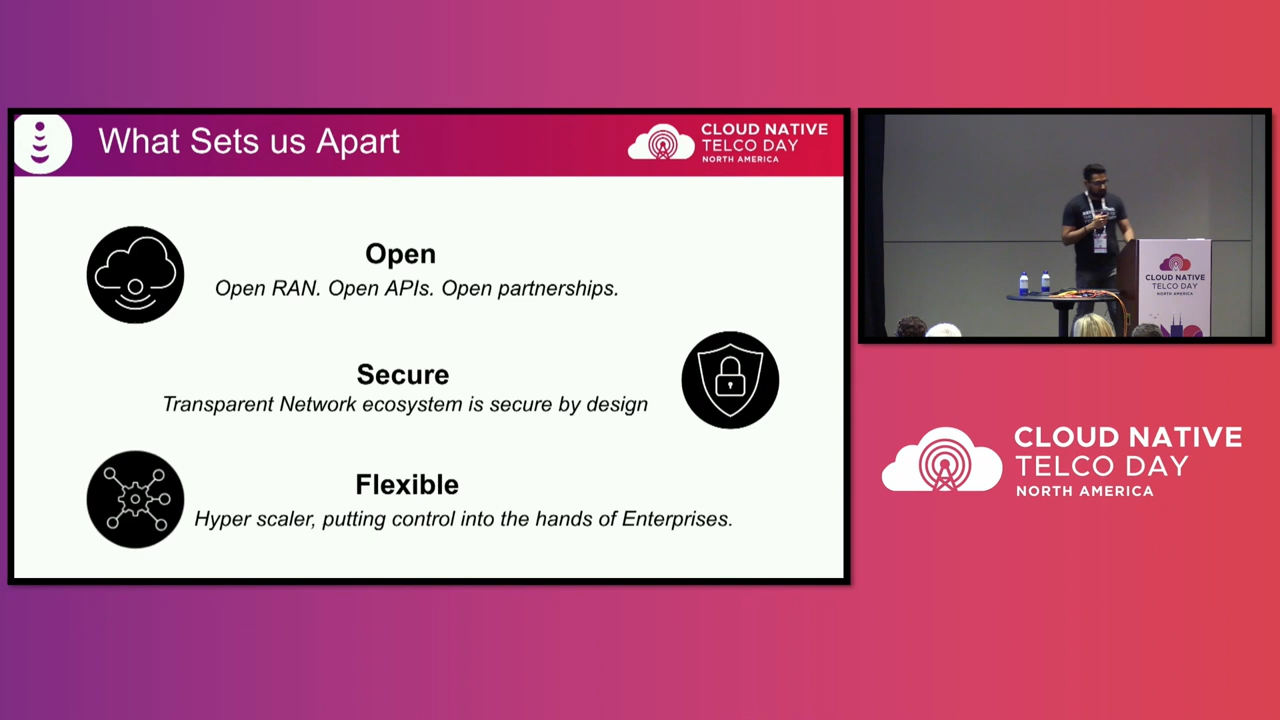 What Sets us Apart
CLOUD NATIVE
TELCO DAY
NORTH AMERICA
Open
Open RAN. Open APIs. Open partnerships.
Secure
Transparent Network ecosystem is secure by design
Flexible
Hyper scaler, putting control into the hands of Enterprises.
CLOUD NATIVE
TELCO DAY
NORTH AMERICA
CLOUD NATIVE
TELCO DAY
NORTH AMERICA